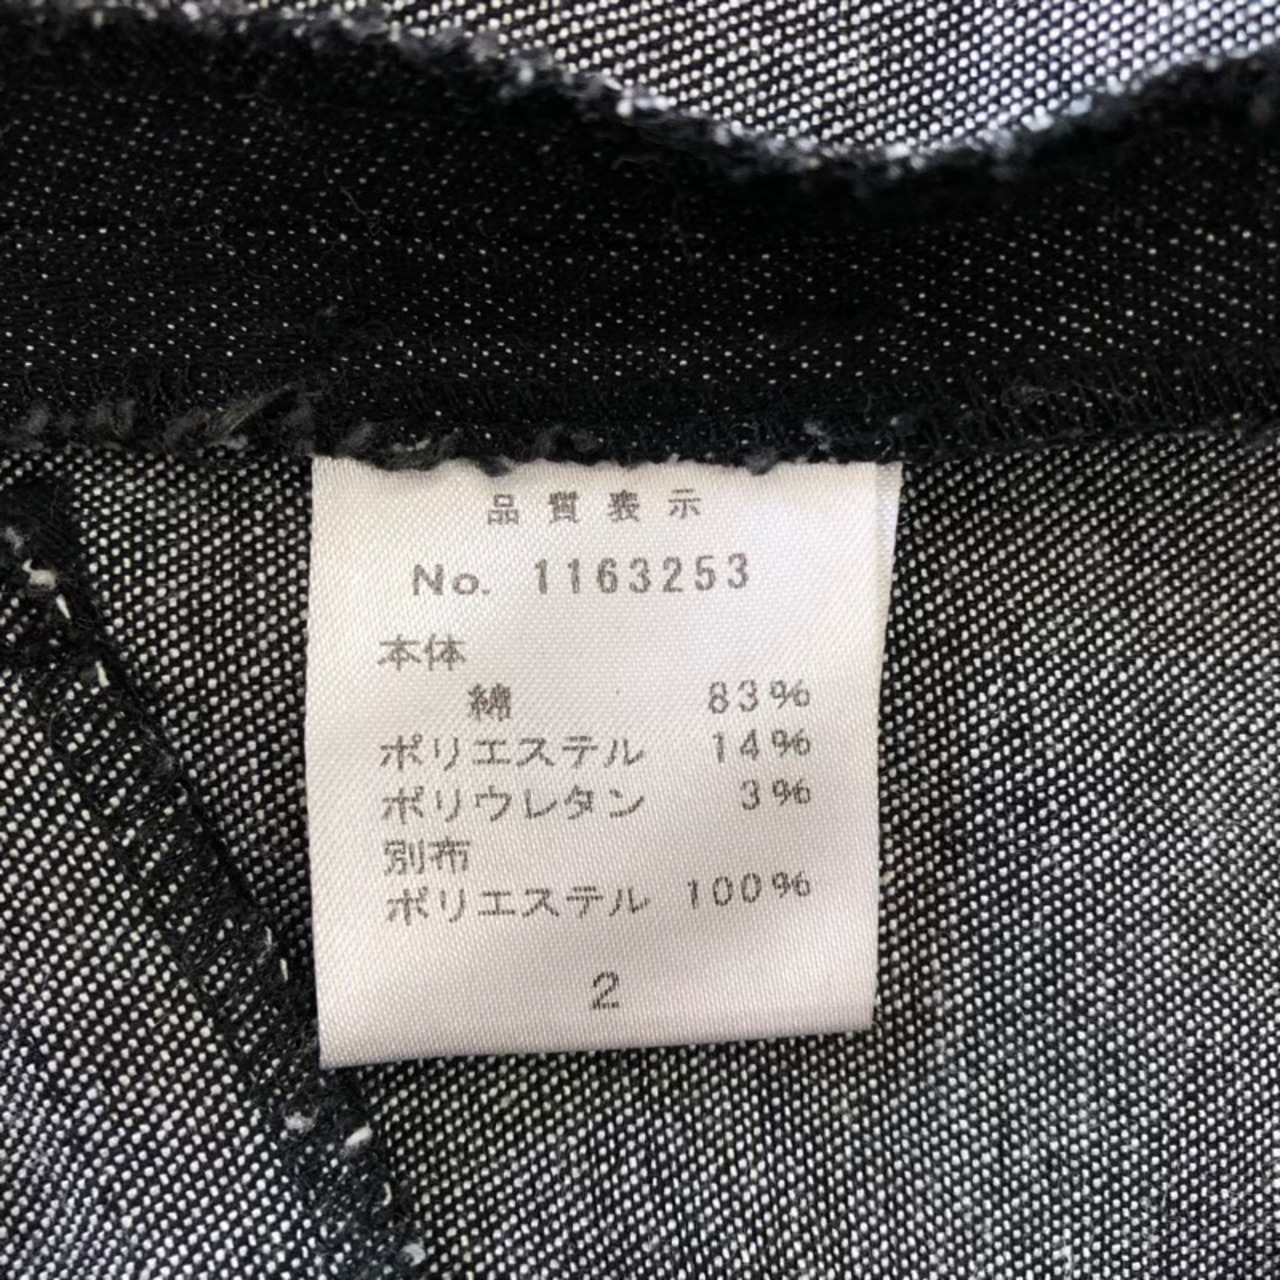 品質表示
No. 1163253
本体
綿 83%
ポリエステル 14%
ポリウレタン 3%
別布
ポリエステル 100%
2